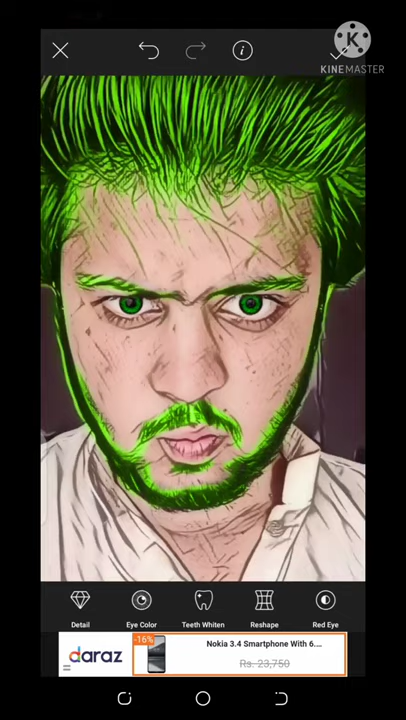 KINEMASTER
Detail
Eye Color
Teeth Whiten
Reshape
Red Eye
daraz
-16%
Nokia 3.4 Smartphone With 6....
Rs. 23,750